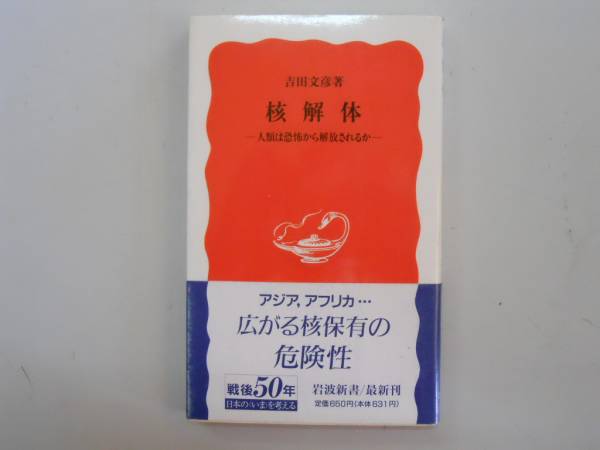 吉田文彦著
核解体
―人類は恐怖から解放されるか―
アジア,アフリカ…
広がる核保有の
危険性
戦後50年
日本の〈いま〉を考える
岩波新書/最新刊
定価650円(本体631円)